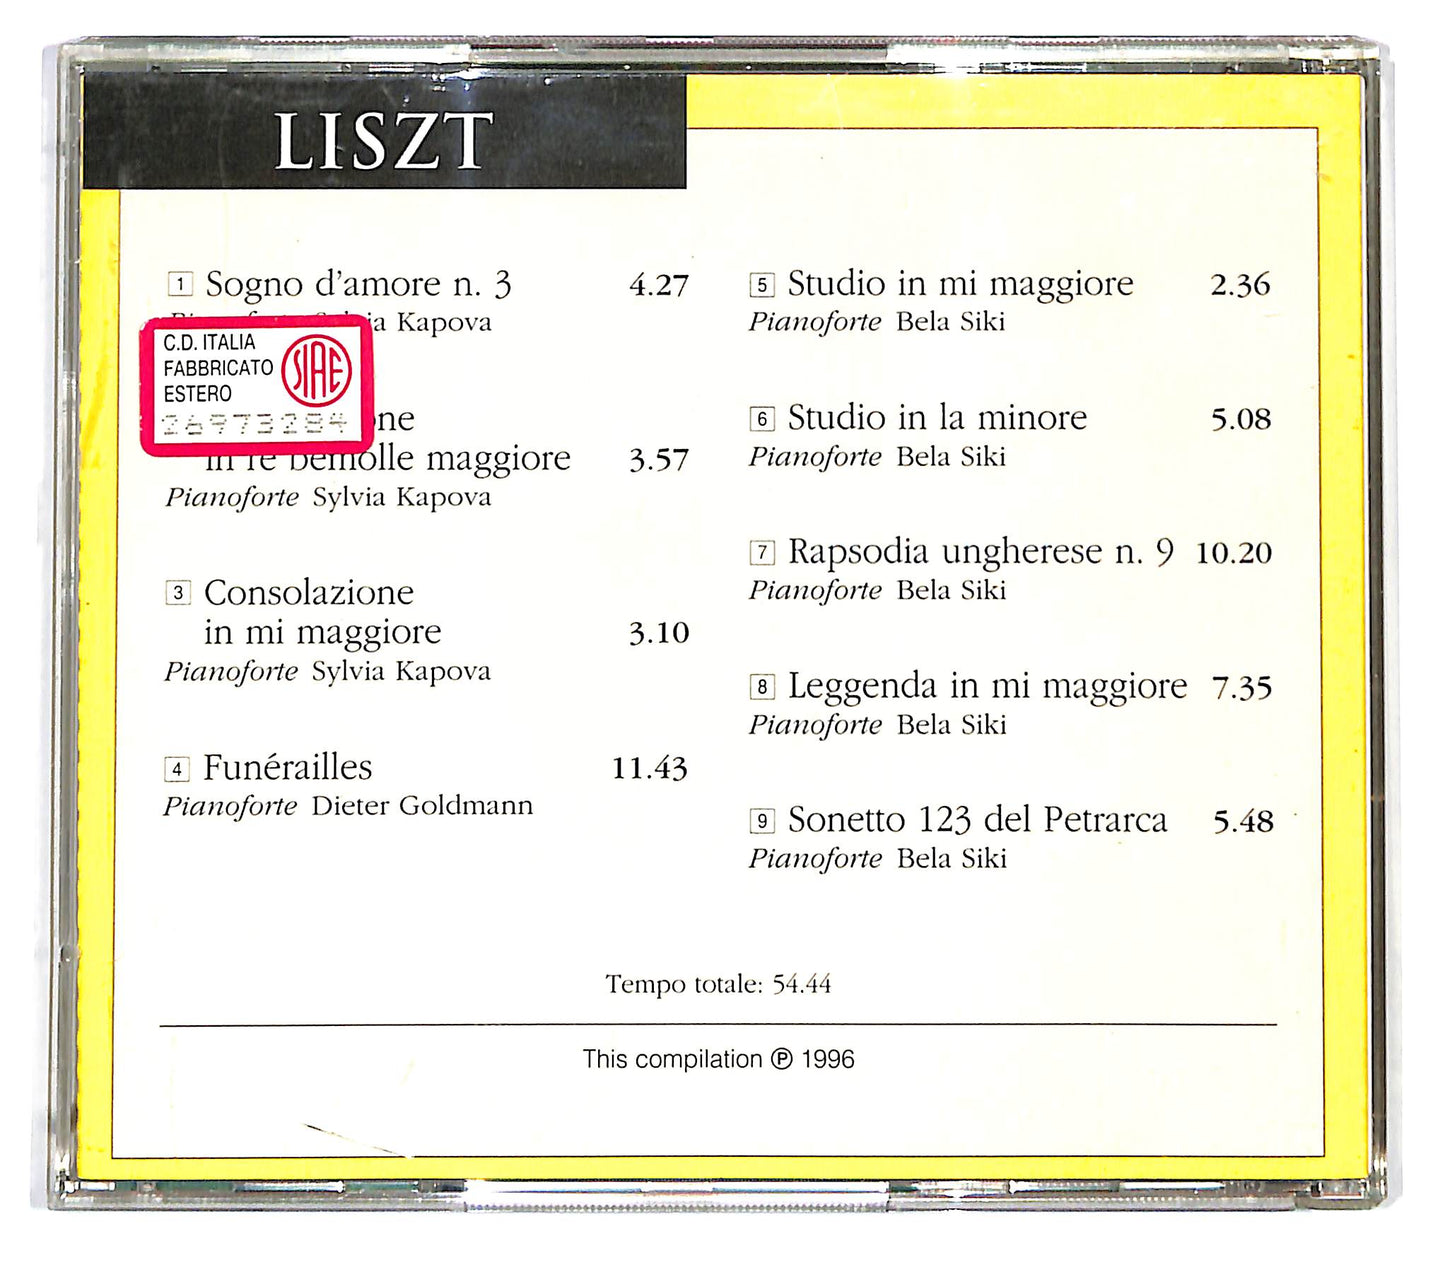 LISZT
1 Sogno d'amore n. 3 4.27
Kapova
C.D. ITALIA
FABBRICATO
ESTERO
SIAE
26973284
in re bemolle maggiore 3.57
Pianoforte Sylvia Kapova
3 Consolazione
in mi maggiore 3.10
Pianoforte Sylvia Kapova
4 Funérailles 11.43
Pianoforte Dieter Goldmann
5 Studio in mi maggiore 2.36
Pianoforte Bela Siki
6 Studio in la minore 5.08
Pianoforte Bela Siki
7 Rapsodia ungherese n. 9 10.20
Pianoforte Bela Siki
8 Leggenda in mi maggiore 7.35
Pianoforte Bela Siki
9 Sonetto 123 del Petrarca 5.48
Pianoforte Bela Siki
Tempo totale: 54.44
This compilation ℗ 1996